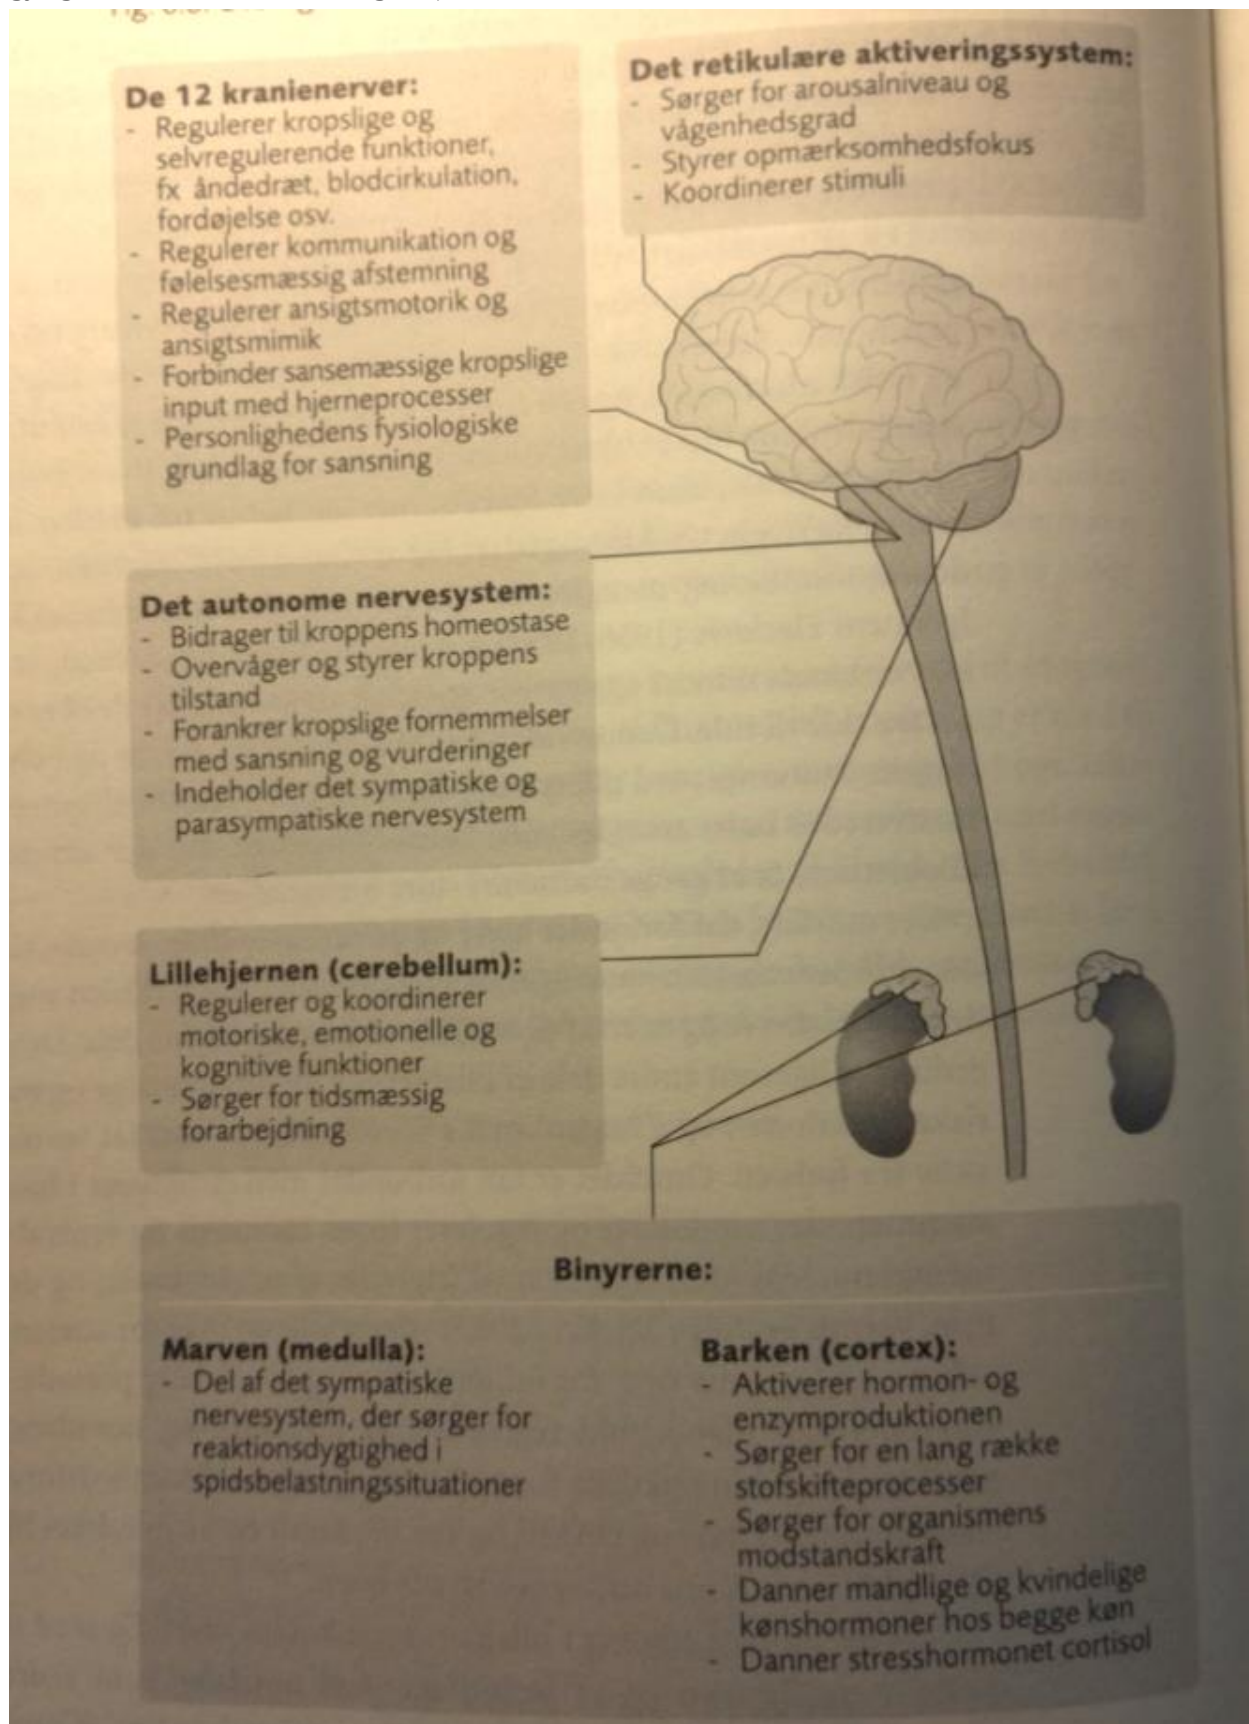 De 12 kranienerver:
- Regulerer kropslige og
selvregulerende funktioner,
fx åndedræt, blodcirkulation,
fordøjelse osv.
- Regulerer kommunikation og
følelsesmæssig afstemning
- Regulerer ansigtsmotorik og
ansigtsmimik
- Forbinder sansemæssige kropslige
input med hjerneprocesser
- Personlighedens fysiologiske
grundlag for sansning
Det retikulære aktiveringssystem:
- Sørger for arousalniveau og
vågenhedsgrad
- Styrer opmærksomhedsfokus
- Koordinerer stimuli
Det autonome nervesystem:
- Bidrager til kroppens homeostase
- Overvåger og styrer kroppens
tilstand
- Forankrer kropslige fornemmelser
med sansning og vurderinger
- Indeholder det sympatiske og
parasympatiske nervesystem
Lillehjernen (cerebellum):
- Regulerer og koordinerer
motoriske, emotionelle og
kognitive funktioner
- Sørger for tidsmæssig
forarbejdning
Binyrerne:
Marven (medulla):
- Del af det sympatiske
nervesystem, der sørger for
reaktionsdygtighed i
spidsbelastningssituationer
Barken (cortex):
- Aktiverer hormon- og
enzymproduktionen
- Sørger for en lang række
stofskifteprocesser
- Sørger for organismens
modstandskraft
- Danner mandlige og kvindelige
kønshormoner hos begge køn
- Danner stresshormonet cortisol